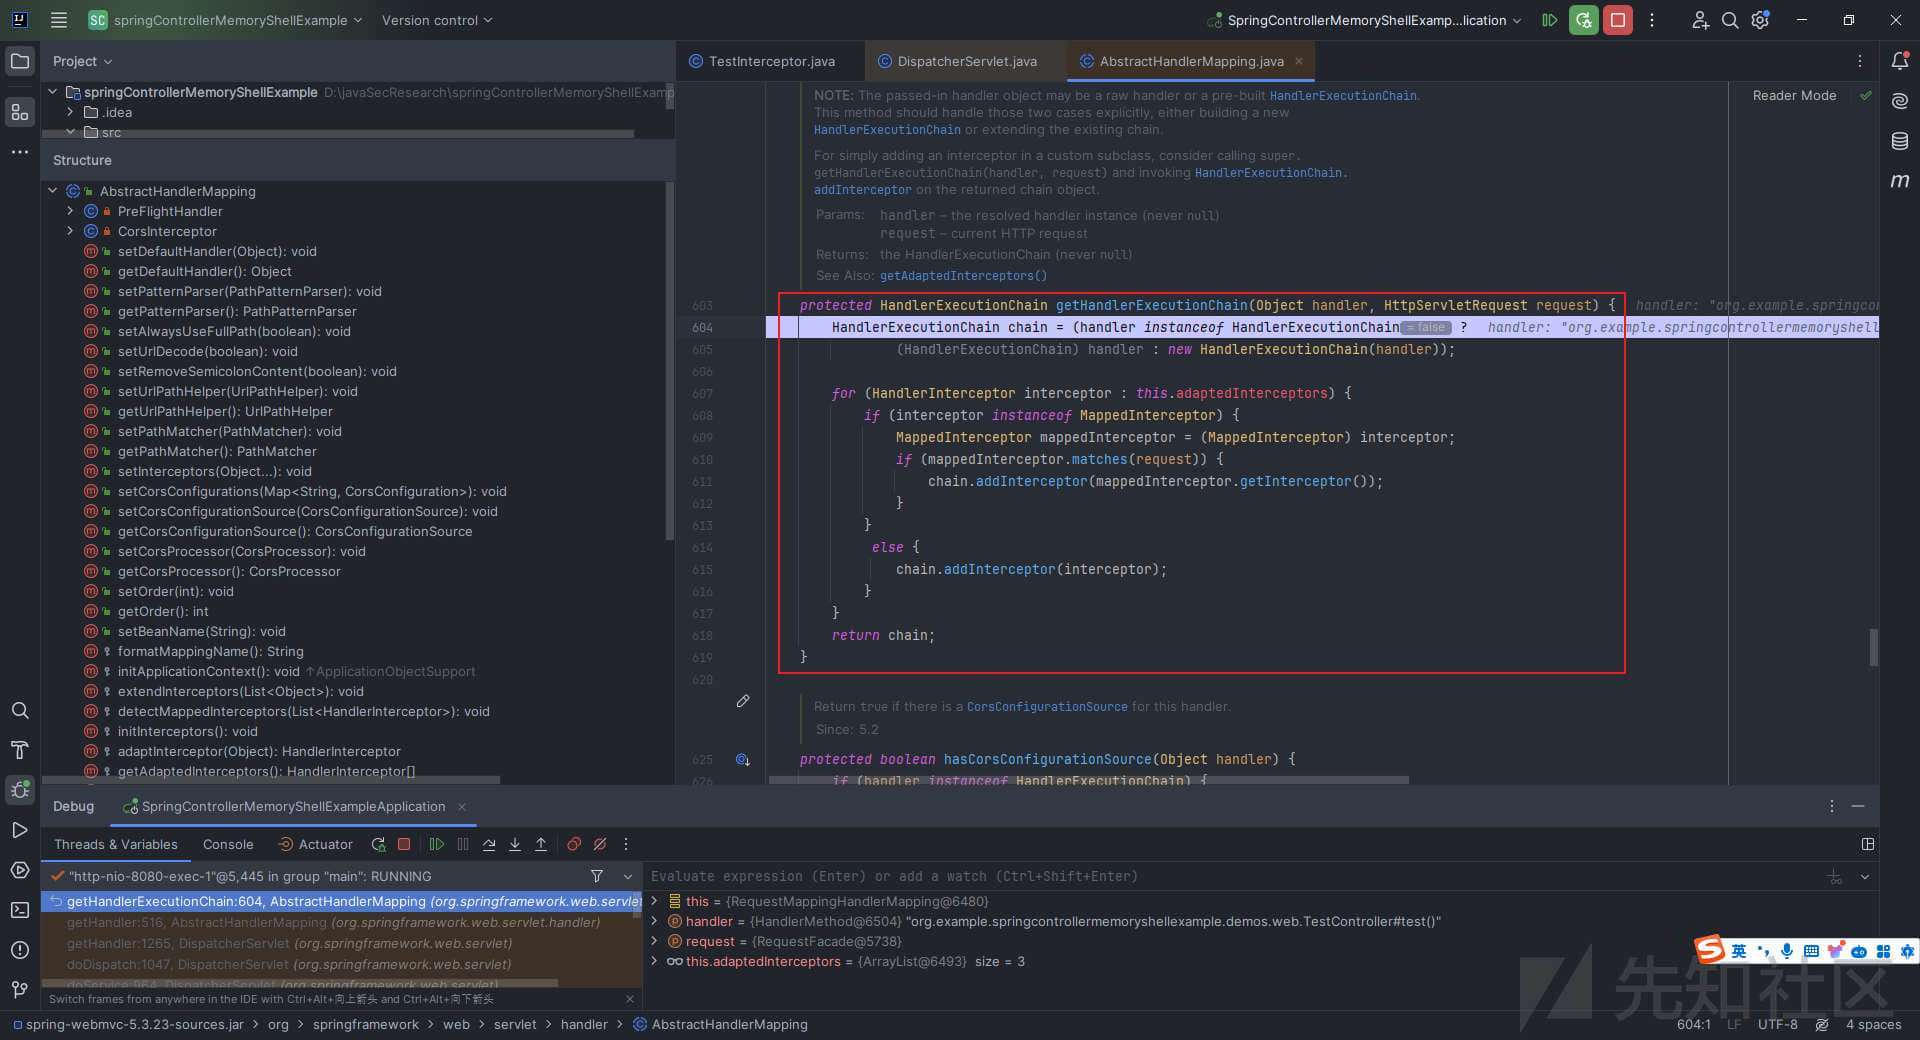 SC springControllerMemoryShellExample Version control SpringControllerMemoryShellExamp...lication
Project
springControllerMemoryShellExample D:\javaSecResearch\springControllerMemoryShellExamp
.idea
src
Structure
AbstractHandlerMapping
PreFlightHandler
CorsInterceptor
setDefaultHandler(Object): void
getDefaultHandler(): Object
setPatternParser(PathPatternParser): void
getPatternParser(): PathPatternParser
setAlwaysUseFullPath(boolean): void
setUrlDecode(boolean): void
setRemoveSemicolonContent(boolean): void
setUrlPathHelper(UrlPathHelper): void
getUrlPathHelper(): UrlPathHelper
setPathMatcher(PathMatcher): void
getPathMatcher(): PathMatcher
setInterceptors(Object...): void
setCorsConfigurations(Map<String, CorsConfiguration>): void
setCorsConfigurationSource(CorsConfigurationSource): void
getCorsConfigurationSource(): CorsConfigurationSource
setCorsProcessor(CorsProcessor): void
getCorsProcessor(): CorsProcessor
setOrder(int): void
getOrder(): int
setBeanName(String): void
formatMappingName(): String
initApplicationContext(): void ↑ApplicationObjectSupport
extendInterceptors(List<Object>): void
detectMappedInterceptors(List<HandlerInterceptor>): void
initInterceptors(): void
adaptInterceptor(Object): HandlerInterceptor
getAdaptedInterceptors(): HandlerInterceptor[]
TestInterceptor.java DispatcherServlet.java AbstractHandlerMapping.java
Reader Mode
NOTE: The passed-in handler object may be a raw handler or a pre-built HandlerExecutionChain.
This method should handle those two cases explicitly, either building a new
HandlerExecutionChain or extending the existing chain.
For simply adding an interceptor in a custom subclass, consider calling super.
getHandlerExecutionChain(handler, request) and invoking HandlerExecutionChain.
addInterceptor on the returned chain object.
Params: handler – the resolved handler instance (never null)
request – current HTTP request
Returns: the HandlerExecutionChain (never null)
See Also: getAdaptedInterceptors()
603 protected HandlerExecutionChain getHandlerExecutionChain(Object handler, HttpServletRequest request) { handler: "org.example.springco
604 HandlerExecutionChain chain = (handler instanceof HandlerExecutionChain = false ? handler: "org.example.springcontrollermemoryshell
605 (HandlerExecutionChain) handler : new HandlerExecutionChain(handler));
606
607 for (HandlerInterceptor interceptor : this.adaptedInterceptors) {
608 if (interceptor instanceof MappedInterceptor) {
609 MappedInterceptor mappedInterceptor = (MappedInterceptor) interceptor;
610 if (mappedInterceptor.matches(request)) {
611 chain.addInterceptor(mappedInterceptor.getInterceptor());
612 }
613 }
614 else {
615 chain.addInterceptor(interceptor);
616 }
617 }
618 return chain;
619 }
620
Return true if there is a CorsConfigurationSource for this handler.
Since: 5.2
625 protected boolean hasCorsConfigurationSource(Object handler) {
626 if (handler instanceof HandlerExecutionChain) {
Debug SpringControllerMemoryShellExampleApplication
Threads & Variables Console Actuator
"http-nio-8080-exec-1"@5,445 in group "main": RUNNING
getHandlerExecutionChain:604, AbstractHandlerMapping (org.springframework.web.servlet
getHandler:516, AbstractHandlerMapping (org.springframework.web.servlet.handler)
getHandler:1265, DispatcherServlet (org.springframework.web.servlet)
doDispatch:1047, DispatcherServlet (org.springframework.web.servlet)
doService:964, DispatcherServlet (org.springframework.web.servlet)
Switch frames from anywhere in the IDE with Ctrl+Alt+向上箭头 and Ctrl+Alt+向下箭头
Evaluate expression (Enter) or add a watch (Ctrl+Shift+Enter)
this = {RequestMappingHandlerMapping@6480}
handler = {HandlerMethod@6504} "org.example.springcontrollermemoryshellexample.demos.web.TestController#test()"
request = {RequestFacade@5738}
this.adaptedInterceptors = {ArrayList@6493} size = 3
英
先知社区
spring-webmvc-5.3.23-sources.jar > org > springframework > web > servlet > handler > AbstractHandlerMapping
604:1 LF UTF-8 4 spaces